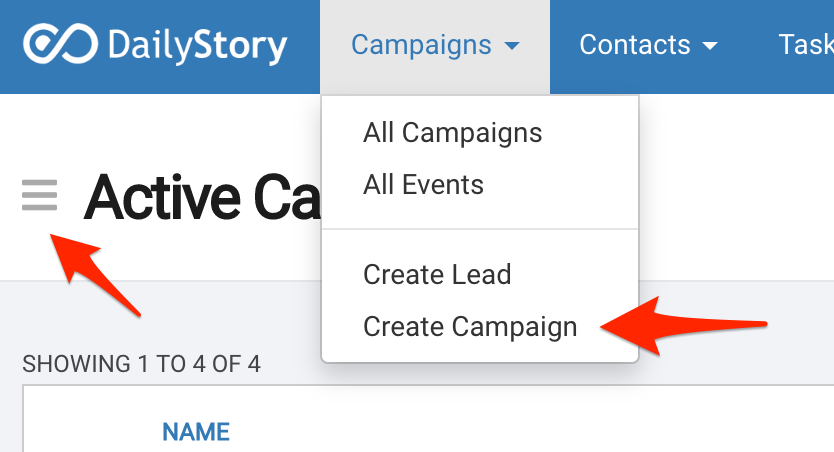 DailyStory
Campaigns
Contacts
Task
All Campaigns
All Events
Active Ca
Create Lead
Create Campaign
SHOWING 1 TO 4 OF 4
NAME